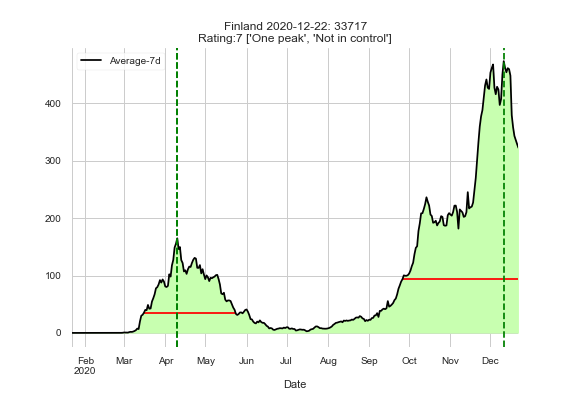 Finland 2020-12-22: 33717
Rating:7 ['One peak', 'Not in control']
Average-7d
400
300
200
100
0
Feb Mar Apr May Jun Jul Aug Sep Oct Nov Dec
2020
Date